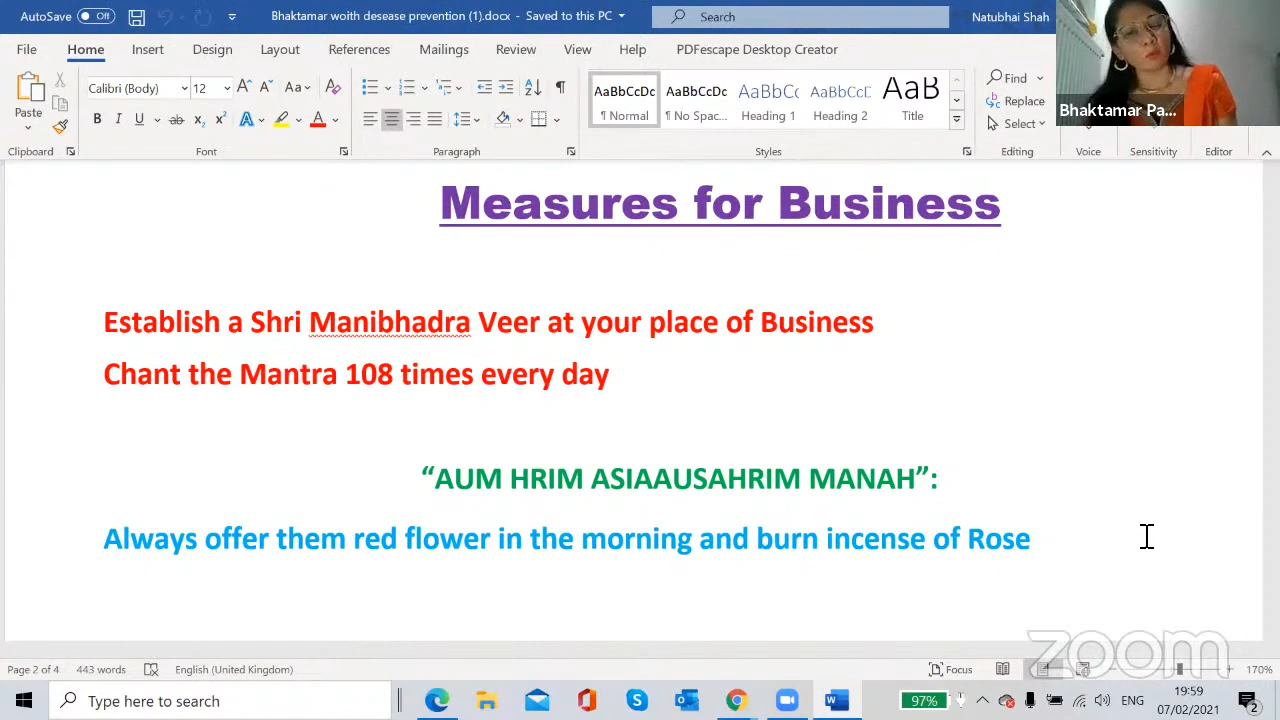 AutoSave Off Bhaktamar woith desease prevention (1).docx - Saved to this PC Search Natubhai Shah
File Home Insert Design Layout References Mailings Review View Help PDFescape Desktop Creator
Calibri (Body) 12 Aa AaBbCcDc AaBbCcDc AaBbCc AaBbCcC AaB Find
Paste B I U ab x₂ x² A A ¶ Normal ¶ No Spac... Heading 1 Heading 2 Title Replace
Select
Clipboard Font Paragraph Styles Editing Voice Sensitivity Editor
Bhaktamar Pa...
Measures for Business
Establish a Shri Manibhadra Veer at your place of Business
Chant the Mantra 108 times every day
“AUM HRIM ASIAAUSAHRIM MANAH”:
Always offer them red flower in the morning and burn incense of Rose
zoom
Page 2 of 4 443 words English (United Kingdom) Focus 170%
Type here to search 97% ENG 19:59
07/02/2021 2